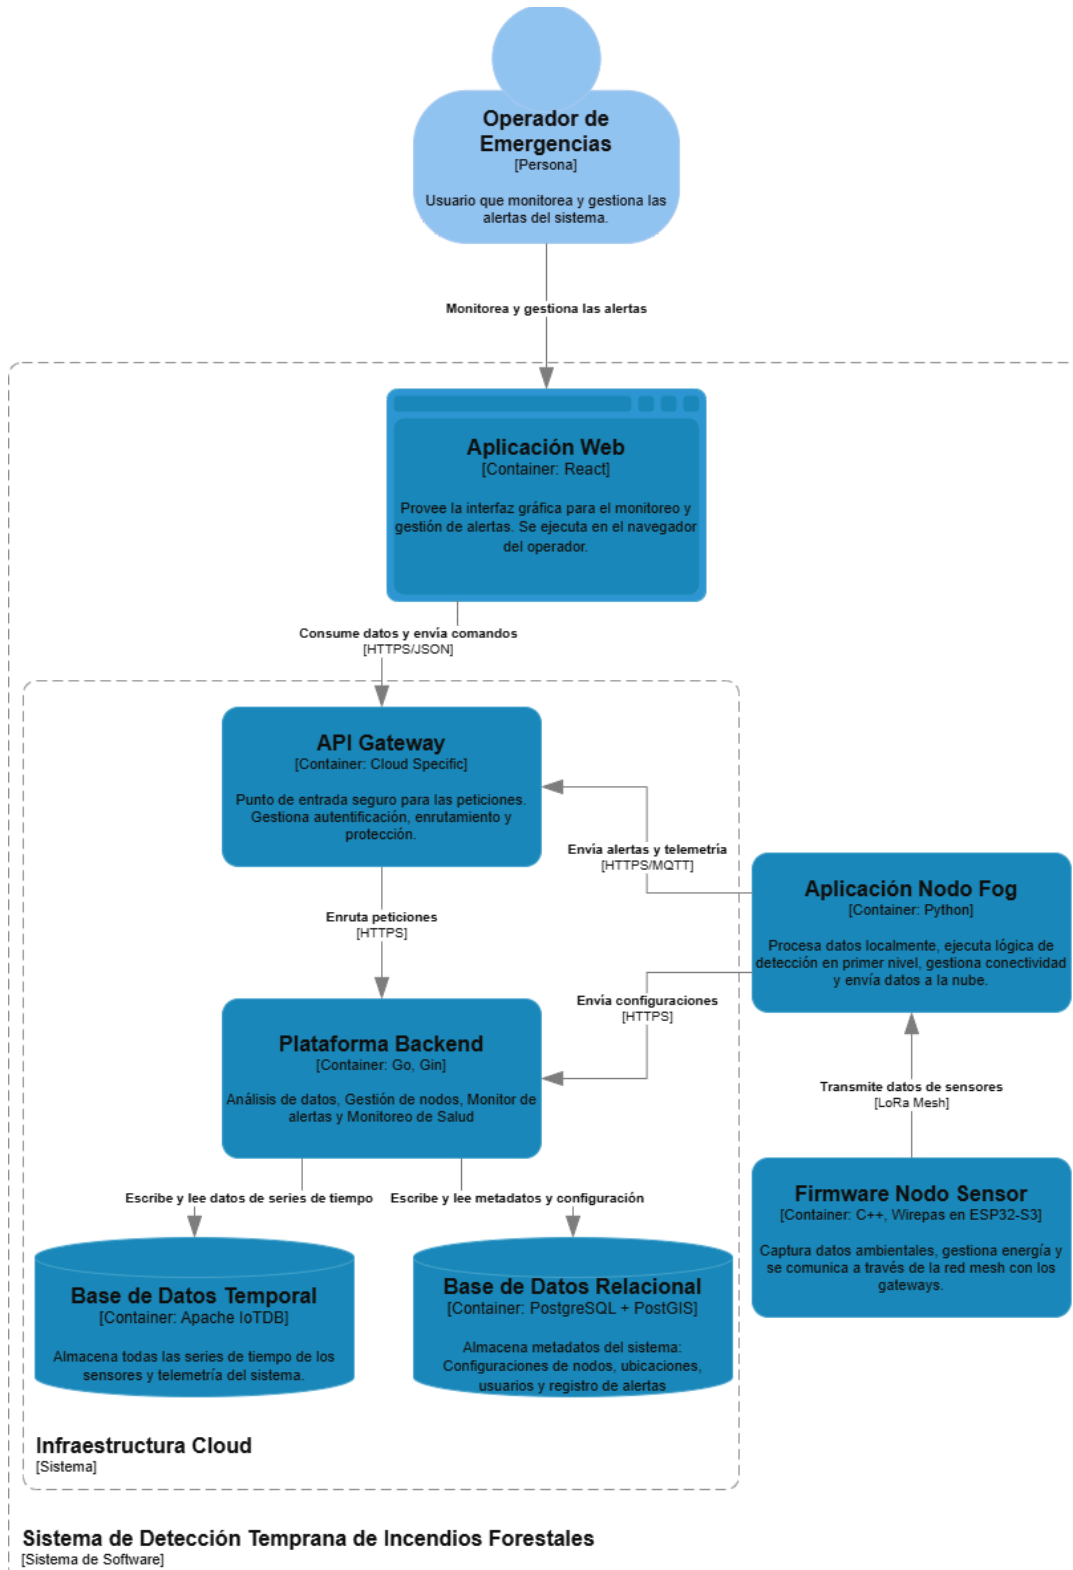 Operador de
Emergencias
[Persona]
Usuario que monitorea y gestiona las
alertas del sistema.
Monitorea y gestiona las alertas
Aplicación Web
[Container: React]
Provee la interfaz gráfica para el monitoreo y
gestión de alertas. Se ejecuta en el navegador
del operador.
Consume datos y envía comandos
[HTTPS/JSON]
API Gateway
[Container: Cloud Specific]
Punto de entrada seguro para las peticiones.
Gestiona autentificación, enrutamiento y
protección.
Envía alertas y telemetría
[HTTPS/MQTT]
Aplicación Nodo Fog
[Container: Python]
Procesa datos localmente, ejecuta lógica de
detección en primer nivel, gestiona conectividad
y envía datos a la nube.
Enruta peticiones
[HTTPS]
Envía configuraciones
[HTTPS]
Plataforma Backend
[Container: Go, Gin]
Análisis de datos, Gestión de nodos, Monitor de
alertas y Monitoreo de Salud
Transmite datos de sensores
[LoRa Mesh]
Firmware Nodo Sensor
[Container: C++, Wirepas en ESP32-S3]
Captura datos ambientales, gestiona energía y
se comunica a través de la red mesh con los
gateways.
Escribe y lee datos de series de tiempo
Escribe y lee metadatos y configuración
Base de Datos Temporal
[Container: Apache IoTDB]
Almacena todas las series de tiempo de los
sensores y telemetría del sistema.
Base de Datos Relacional
[Container: PostgreSQL + PostGIS]
Almacena metadatos del sistema:
Configuraciones de nodos, ubicaciones,
usuarios y registro de alertas
Infraestructura Cloud
[Sistema]
Sistema de Detección Temprana de Incendios Forestales
[Sistema de Software]